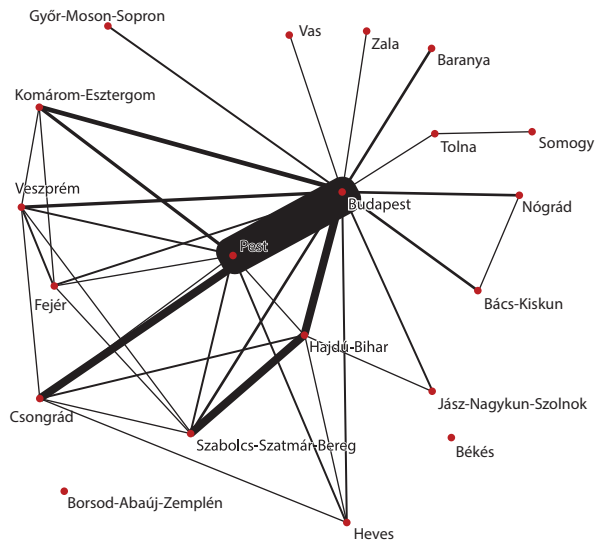 Győr-Moson-Sopron
Vas
Zala
Baranya
Komárom-Esztergom
Tolna
Somogy
Veszprém
Budapest
Nógrád
Pest
Fejér
Bács-Kiskun
Hajdú-Bihar
Jász-Nagykun-Szolnok
Csongrád
Szabolcs-Szatmár-Bereg
Békés
Borsod-Abaúj-Zemplén
Heves